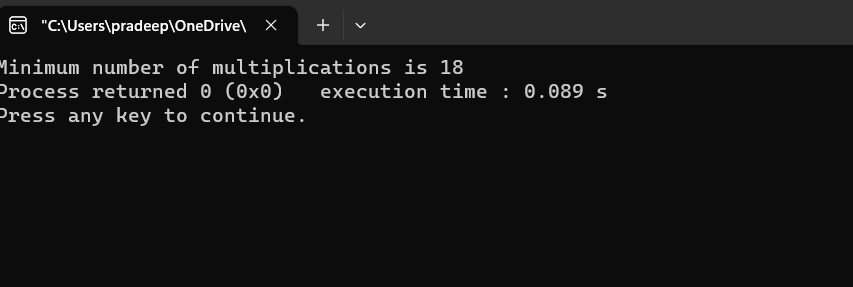 "C:\Users\pradeep\OneDrive\
Minimum number of multiplications is 18
Process returned 0 (0x0)   execution time : 0.089 s
Press any key to continue.